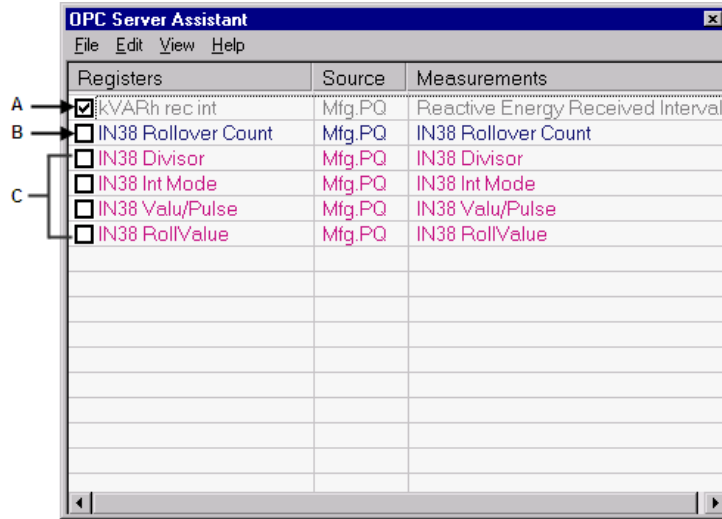 OPC Server Assistant
File Edit View Help
Registers Source Measurements
A kVARh rec int Mfg.PQ Reactive Energy Received Interval
B IN38 Rollover Count Mfg.PQ IN38 Rollover Count
IN38 Divisor Mfg.PQ IN38 Divisor
C IN38 Int Mode Mfg.PQ IN38 Int Mode
IN38 Valu/Pulse Mfg.PQ IN38 Valu/Pulse
IN38 RollValue Mfg.PQ IN38 RollValue